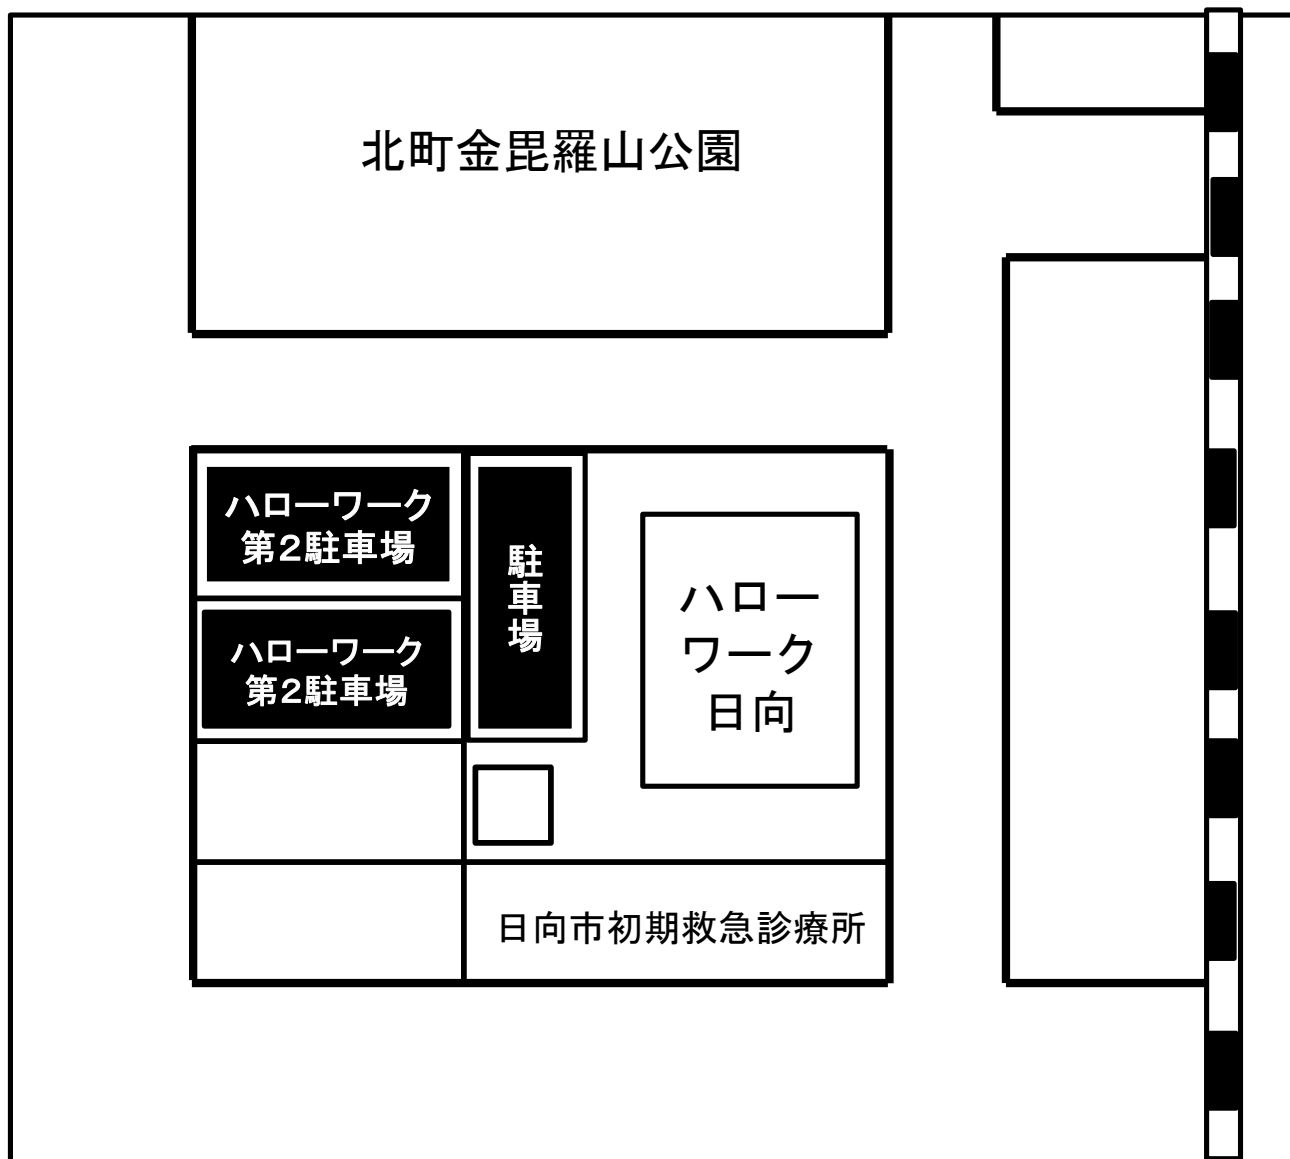 北町金毘羅山公園
ハローワーク
第2駐車場
ハローワーク
第2駐車場
駐車場
ハロー
ワーク
日向
日向市初期救急診療所